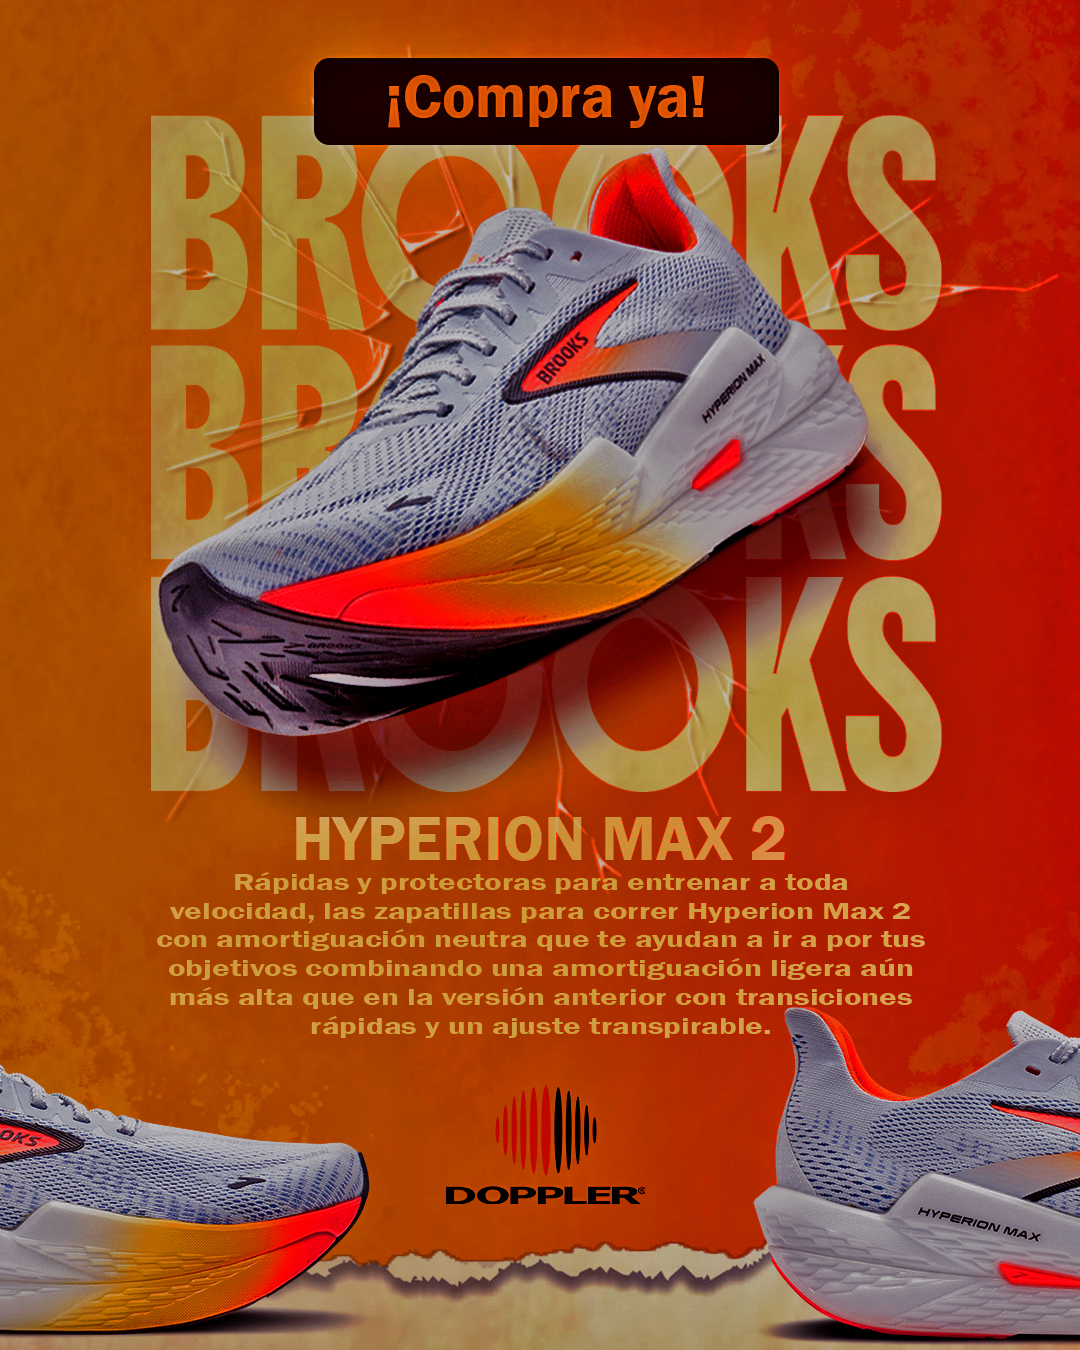 ¡Compra ya!
BROOKS
BROOKS
BROOKS
BROOKS
HYPERION MAX
BROOKS
HYPERION MAX 2
Rápidas y protectoras para entrenar a toda
velocidad, las zapatillas para correr Hyperion Max 2
con amortiguación neutra que te ayudan a ir a por tus
objetivos combinando una amortiguación ligera aún
más alta que en la versión anterior con transiciones
rápidas y un ajuste transpirable.
DOPPLER
OOKS
HYPERION MAX